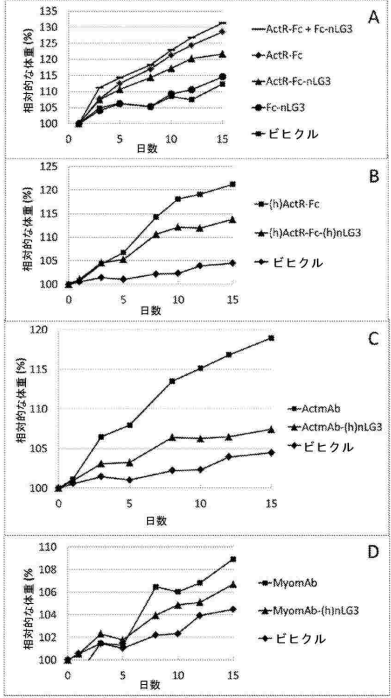 A
相対的な体重 (%)
135
130
125
120
115
110
105
100
0
5
10
15
日数
ActR-Fc + Fc-nLG3
ActR-Fc
ActR-Fc-nLG3
Fc-nLG3
ビヒクル
B
相対的な体重 (%)
125
120
115
110
105
100
0
5
10
15
日数
(h)ActR-Fc
(h)ActR-Fc-(h)nLG3
ビヒクル
C
相対的な体重 (%)
120
115
110
105
100
0
5
10
15
日数
ActmAb
ActmAb-(h)nLG3
ビヒクル
D
相対的な体重 (%
110
108
106
104
102
100
0
5
10
15
日数
MyomAb
MyomAb-(h)nLG3
ビヒクル